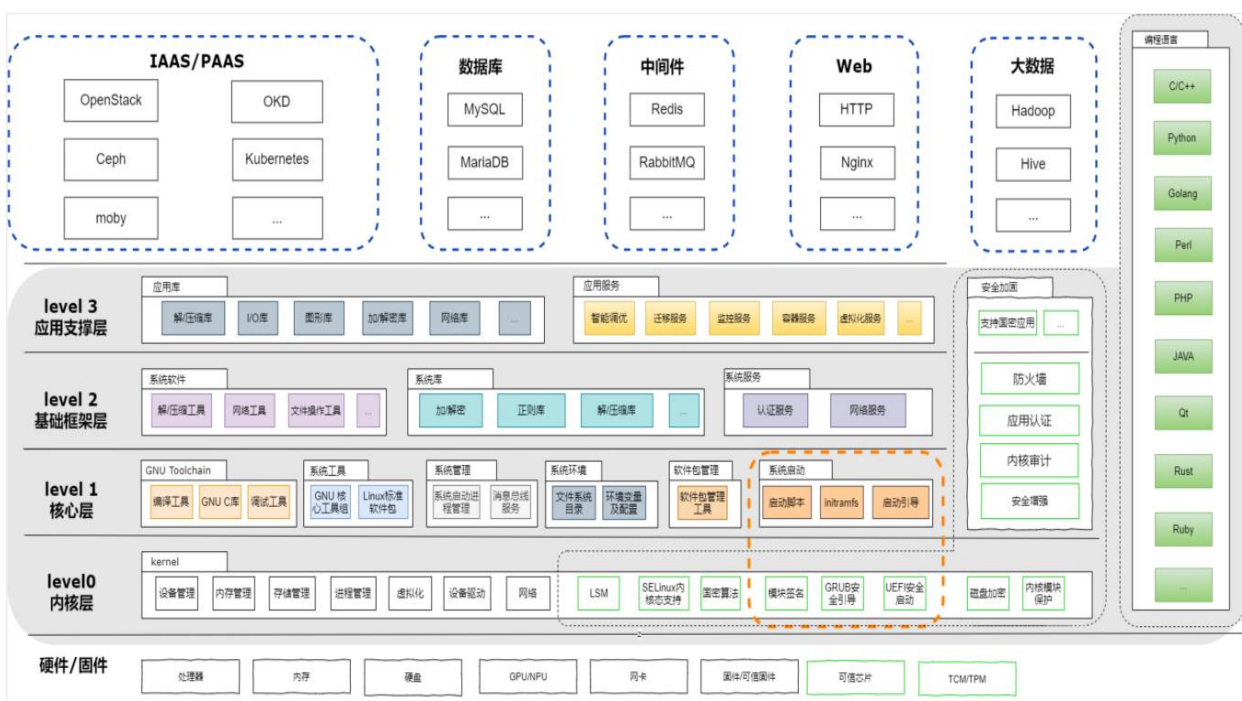 IAAS/PAAS
OpenStack
OKD
Ceph
Kubernetes
moby
...
数据库
MySQL
MariaDB
...
中间件
Redis
RabbitMQ
...
Web
HTTP
Nginx
...
大数据
Hadoop
Hive
...
编程语言
C/C++
Python
Golang
Perl
PHP
JAVA
Qt
Rust
Ruby
...
level 3
应用支撑层
应用库
解/压缩库
I/O库
图形库
加/解密库
网络库
...
应用服务
智能调优
迁移服务
监控服务
容器服务
虚拟化服务
...
安全加固
支持国密应用
...
防火墙
应用认证
内核审计
安全增强
level 2
基础框架层
系统软件
解/压缩工具
网络工具
文件操作工具
...
系统库
加/解密
正则库
解/压缩库
...
系统服务
认证服务
网络服务
level 1
核心层
GNU Toolchain
编译工具
GNU C库
调试工具
系统工具
GNU 核
心工具组
Linux标准
软件包
系统管理
系统启动进
程管理
消息总线
服务
系统环境
文件系统
目录
环境变量
及配置
软件包管理
软件包管理
工具
系统启动
启动脚本
initramfs
启动引导
level0
内核层
kernel
设备管理
内存管理
存储管理
进程管理
虚拟化
设备驱动
网络
LSM
SELinux内
核态支持
国密算法
模块签名
GRUB安
全引导
UEFI安全
启动
磁盘加密
内核模块
保护
硬件/固件
处理器
内存
硬盘
GPU/NPU
网卡
固件/可信固件
可信芯片
TCM/TPM